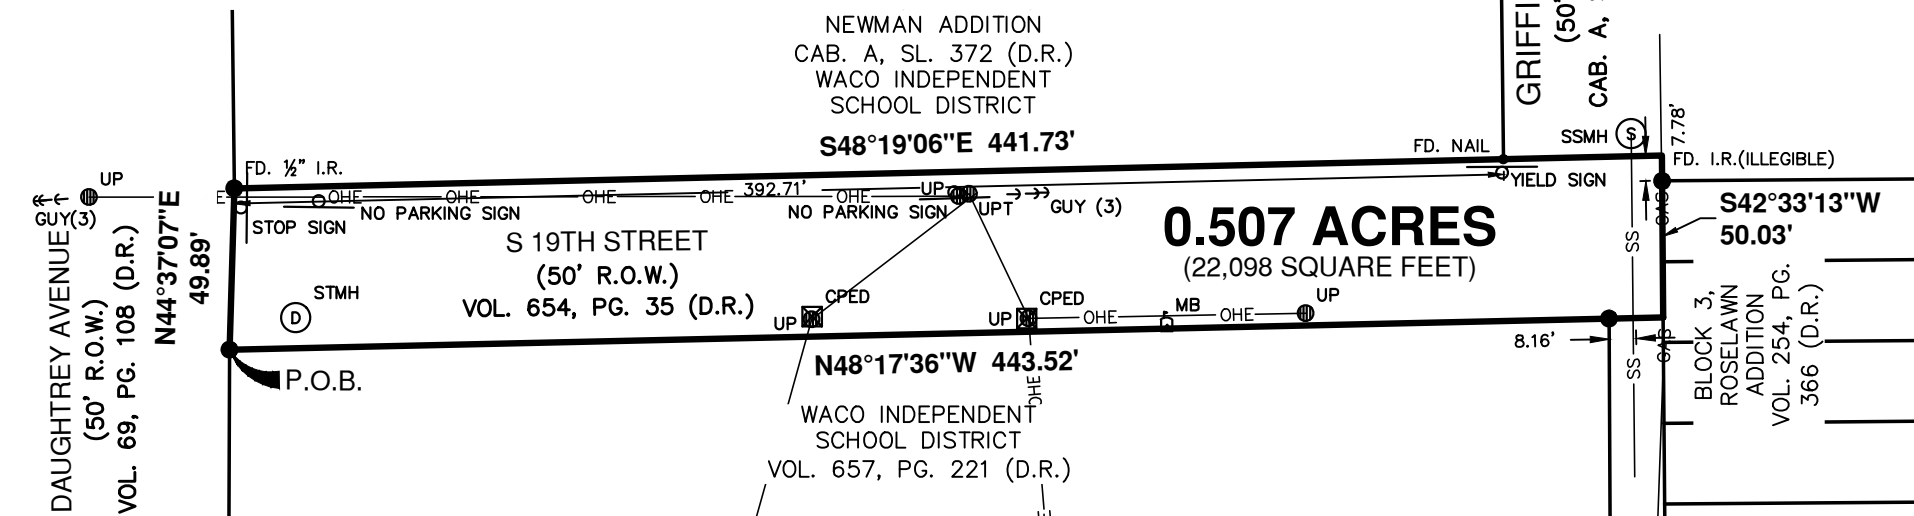 NEWMAN ADDITION
CAB. A, SL. 372 (D.R.)
WACO INDEPENDENT
SCHOOL DISTRICT
S48°19'06"E 441.73'
GRIFFI
(50'
CAB. A,
SSMH
S
7.78'
FD. NAIL
FD. I.R.(ILLEGIBLE)
FD. ½" I.R.
UP
GUY(3)
E
OHE
OHE
OHE
OHE
392.71'
OHE
UP
UPT
GUY (3)
YIELD SIGN
STOP SIGN
NO PARKING SIGN
NO PARKING SIGN
N44°37'07"E
49.89'
DAUGHTREY AVENUE
(50' R.O.W.)
VOL. 69, PG. 108 (D.R.)
S 19TH STREET
(50' R.O.W.)
VOL. 654, PG. 35 (D.R.)
0.507 ACRES
(22,098 SQUARE FEET)
S42°33'13"W
50.03'
GAS
SS
STMH
D
CPED
UP
CPED
UP
OHE
MB
OHE
UP
8.16'
SS
P.O.B.
N48°17'36"W 443.52'
OHE
WACO INDEPENDENT
SCHOOL DISTRICT
VOL. 657, PG. 221 (D.R.)
BLOCK 3,
ROSELAWN
ADDITION
VOL. 254, PG.
366 (D.R.)